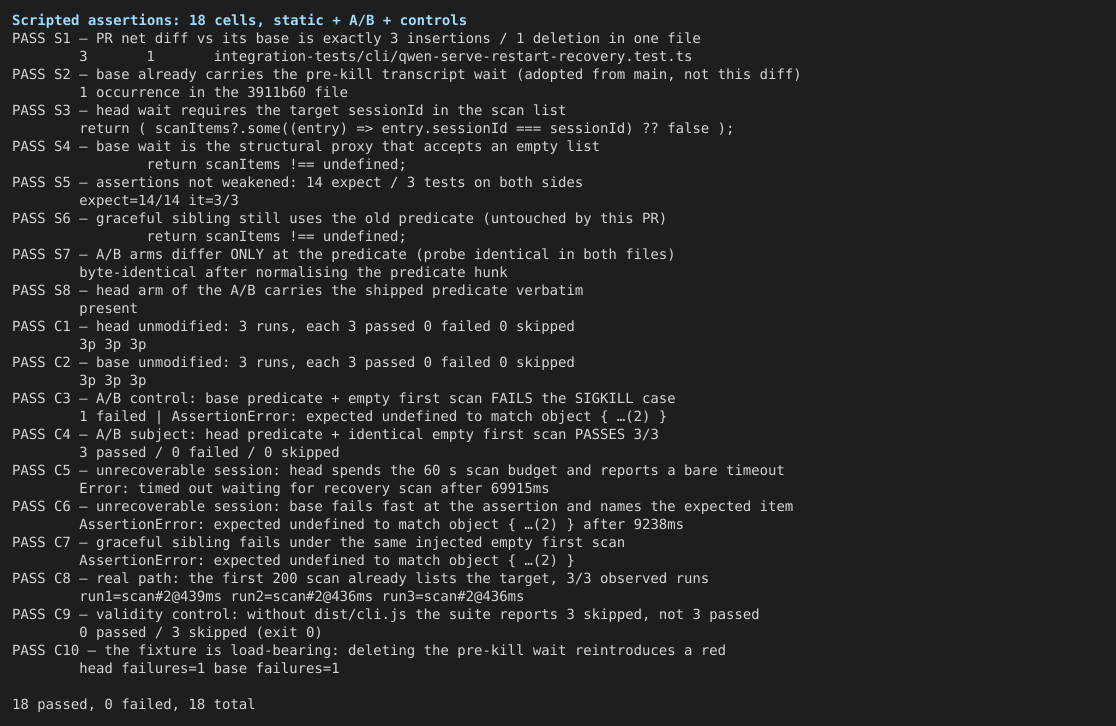 Scripted assertions: 18 cells, static + A/B + controls
PASS S1 — PR net diff vs its base is exactly 3 insertions / 1 deletion in one file
3       1       integration-tests/cli/qwen-serve-restart-recovery.test.ts
PASS S2 — base already carries the pre-kill transcript wait (adopted from main, not this diff)
1 occurrence in the 3911b60 file
PASS S3 — head wait requires the target sessionId in the scan list
return ( scanItems?.some((entry) => entry.sessionId === sessionId) ?? false );
PASS S4 — base wait is the structural proxy that accepts an empty list
return scanItems !== undefined;
PASS S5 — assertions not weakened: 14 expect / 3 tests on both sides
expect=14/14 it=3/3
PASS S6 — graceful sibling still uses the old predicate (untouched by this PR)
return scanItems !== undefined;
PASS S7 — A/B arms differ ONLY at the predicate (probe identical in both files)
byte-identical after normalising the predicate hunk
PASS S8 — head arm of the A/B carries the shipped predicate verbatim
present
PASS C1 — head unmodified: 3 runs, each 3 passed 0 failed 0 skipped
3p 3p 3p
PASS C2 — base unmodified: 3 runs, each 3 passed 0 failed 0 skipped
3p 3p 3p
PASS C3 — A/B control: base predicate + empty first scan FAILS the SIGKILL case
1 failed | AssertionError: expected undefined to match object { …(2) }
PASS C4 — A/B subject: head predicate + identical empty first scan PASSES 3/3
3 passed / 0 failed / 0 skipped
PASS C5 — unrecoverable session: head spends the 60 s scan budget and reports a bare timeout
Error: timed out waiting for recovery scan after 69915ms
PASS C6 — unrecoverable session: base fails fast at the assertion and names the expected item
AssertionError: expected undefined to match object { …(2) } after 9238ms
PASS C7 — graceful sibling fails under the same injected empty first scan
AssertionError: expected undefined to match object { …(2) }
PASS C8 — real path: the first 200 scan already lists the target, 3/3 observed runs
run1=scan#2@439ms run2=scan#2@436ms run3=scan#2@436ms
PASS C9 — validity control: without dist/cli.js the suite reports 3 skipped, not 3 passed
0 passed / 3 skipped (exit 0)
PASS C10 — the fixture is load-bearing: deleting the pre-kill wait reintroduces a red
head failures=1 base failures=1
18 passed, 0 failed, 18 total